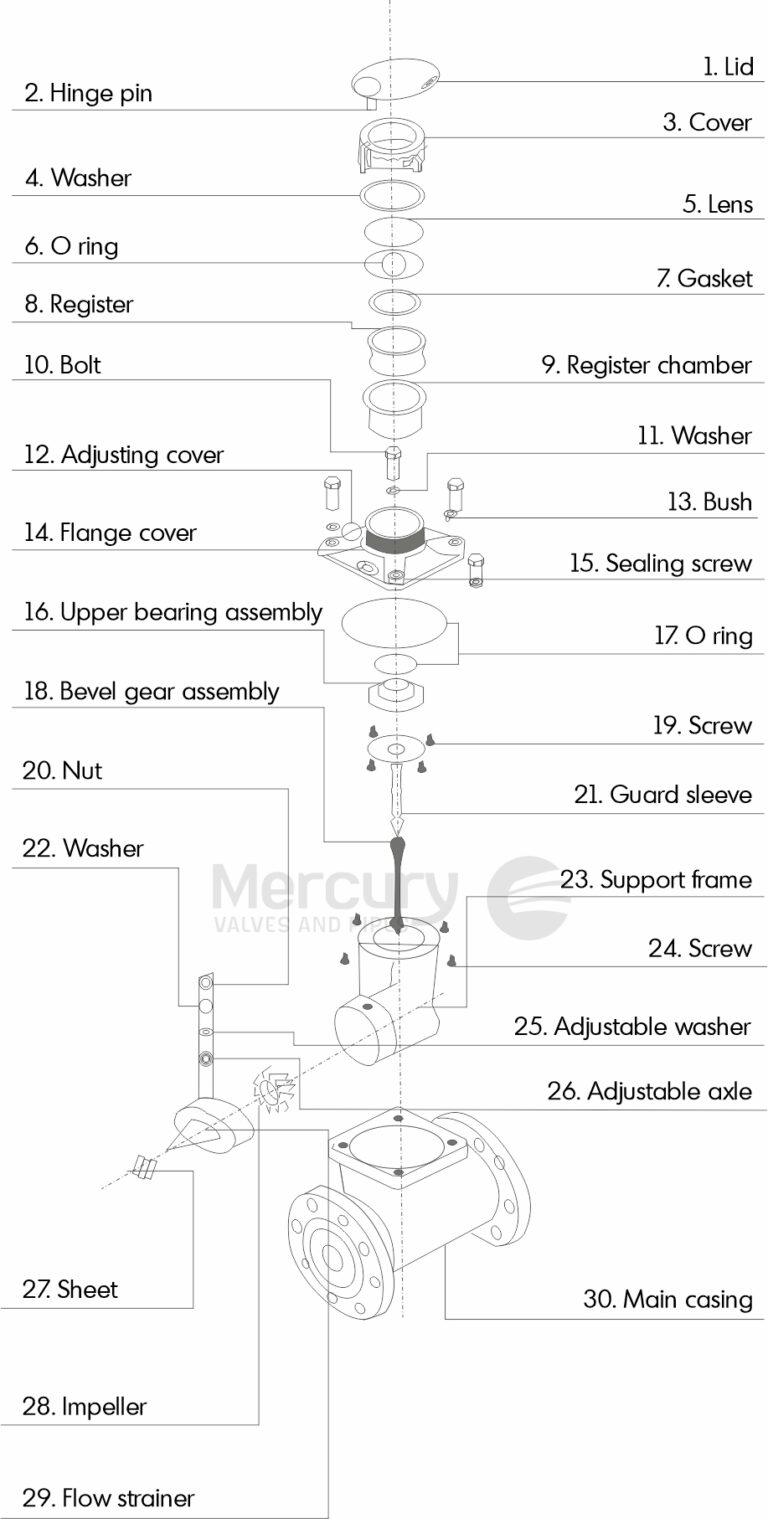 1. Lid
2. Hinge pin
3. Cover
4. Washer
5. Lens
6. O ring
7. Gasket
8. Register
9. Register chamber
10. Bolt
11. Washer
12. Adjusting cover
13. Bush
14. Flange cover
15. Sealing screw
16. Upper bearing assembly
17. O ring
18. Bevel gear assembly
19. Screw
20. Nut
21. Guard sleeve
22. Washer
23. Support frame
Mercury
VALVES AND PIPES
24. Screw
25. Adjustable washer
26. Adjustable axle
27. Sheet
30. Main casing
28. Impeller
29. Flow strainer